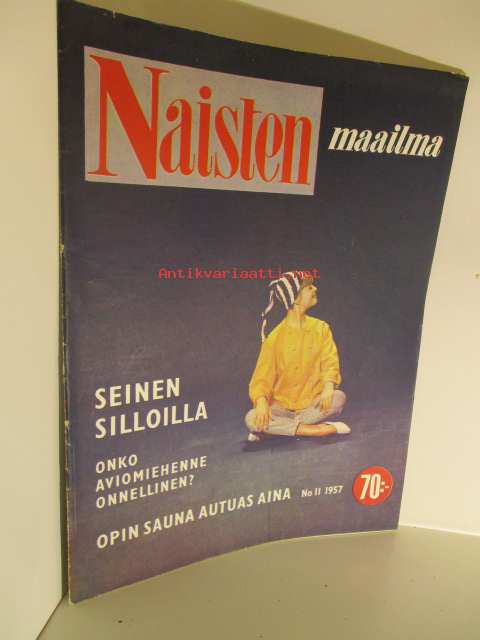 Naisten
maailma
Antikvariaatti.net
SEINEN
SILLOILLA
ONKO
AVIOMIEHENNE
ONNELLINEN?
OPIN SAUNA AUTUAS AINA No 11 1957 70:-